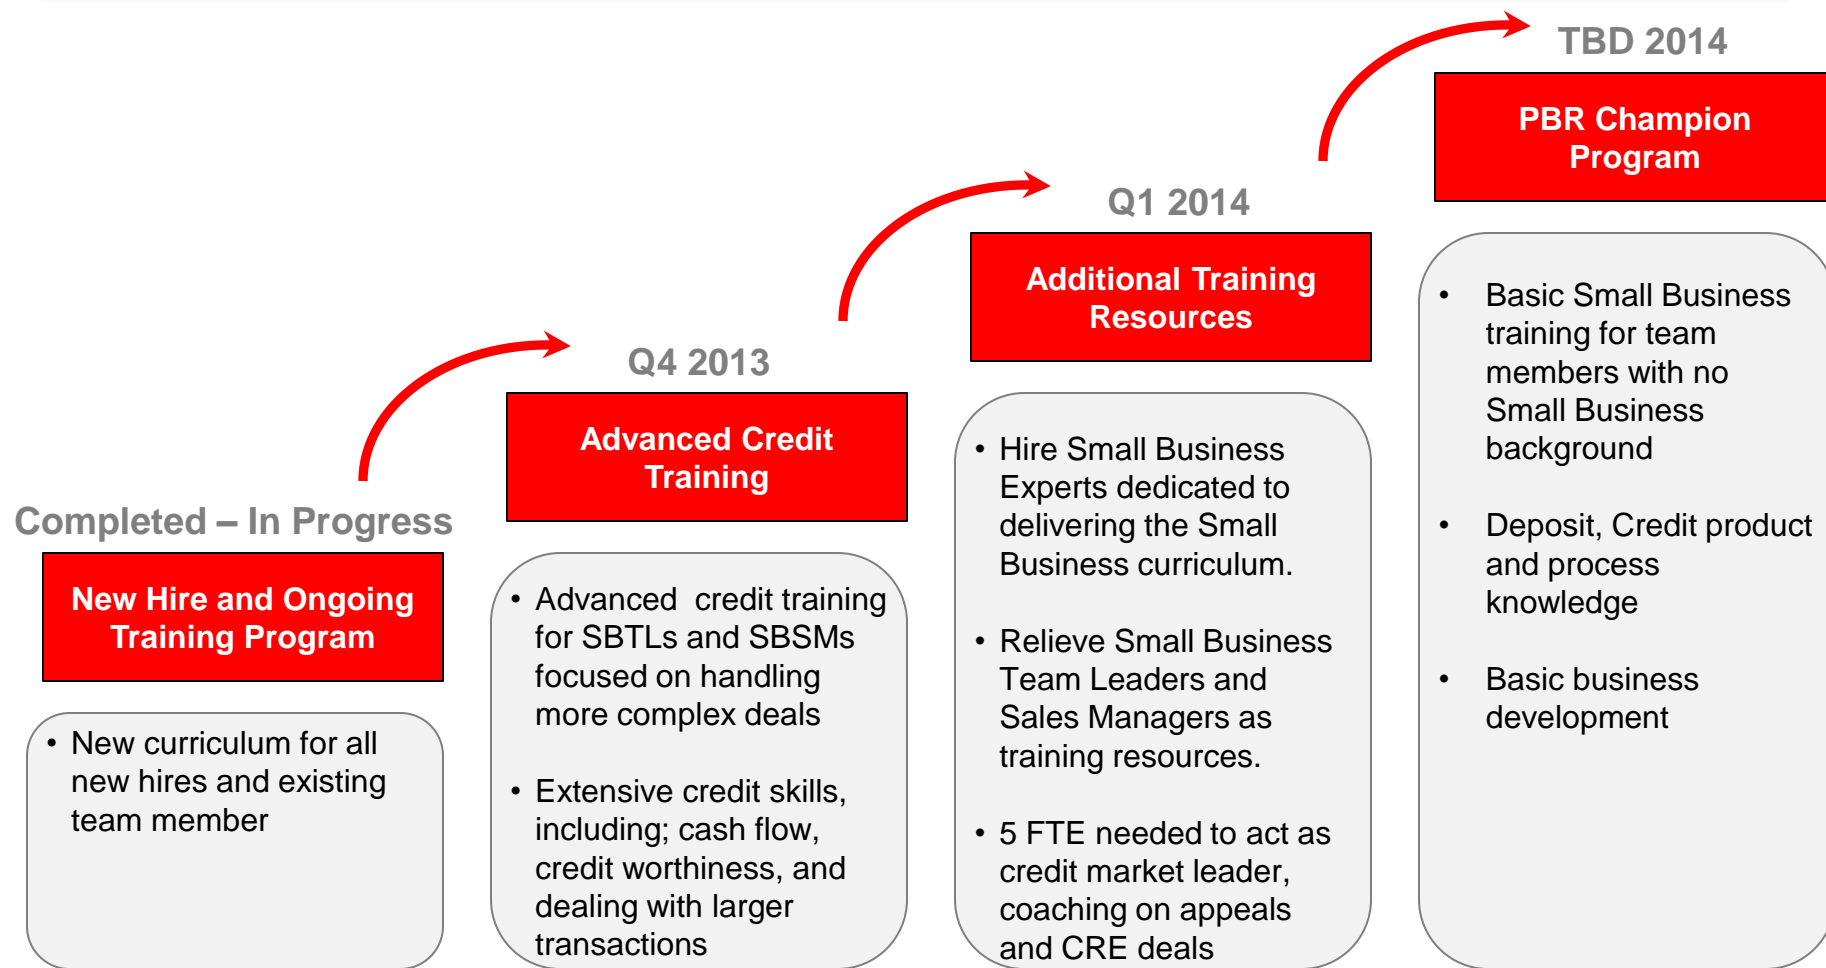 Completed – In Progress
New Hire and Ongoing
Training Program
• New curriculum for all
new hires and existing
team member
Q4 2013
Advanced Credit
Training
• Advanced  credit training
for SBTLs and SBSMs
focused on handling
more complex deals
• Extensive credit skills,
including; cash flow,
credit worthiness, and
dealing with larger
transactions
Q1 2014
Additional Training
Resources
• Hire Small Business
Experts dedicated to
delivering the Small
Business curriculum.
• Relieve Small Business
Team Leaders and
Sales Managers as
training resources.
• 5 FTE needed to act as
credit market leader,
coaching on appeals
and CRE deals
TBD 2014
PBR Champion
Program
• Basic Small Business
training for team
members with no
Small Business
background
• Deposit, Credit product
and process
knowledge
• Basic business
development